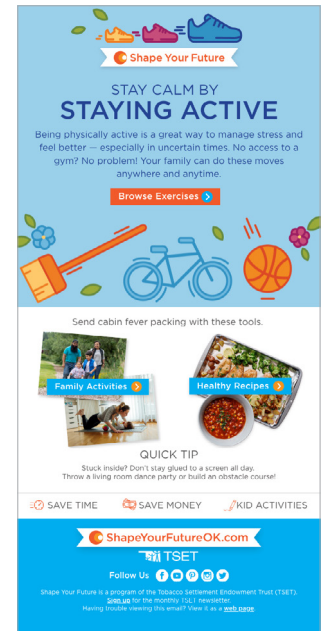 Shape Your Future
STAY CALM BY
STAYING ACTIVE
Being physically active is a great way to manage stress and
feel better — especially in uncertain times. No access to a
gym? No problem! Your family can do these moves
anywhere and anytime.
Browse Exercises
Send cabin fever packing with these tools.
Family Activities
Healthy Recipes
QUICK TIP
Stuck inside? Don't stay glued to a screen all day.
Throw a living room dance party or build an obstacle course!
SAVE TIME
SAVE MONEY
KID ACTIVITIES
ShapeYourFutureOK.com
TSET
Follow Us
Shape Your Future is a program of the Tobacco Settlement Endowment Trust (TSET).
Sign up for the monthly TSET newsletter.
Having trouble viewing this email? View it as a web page.